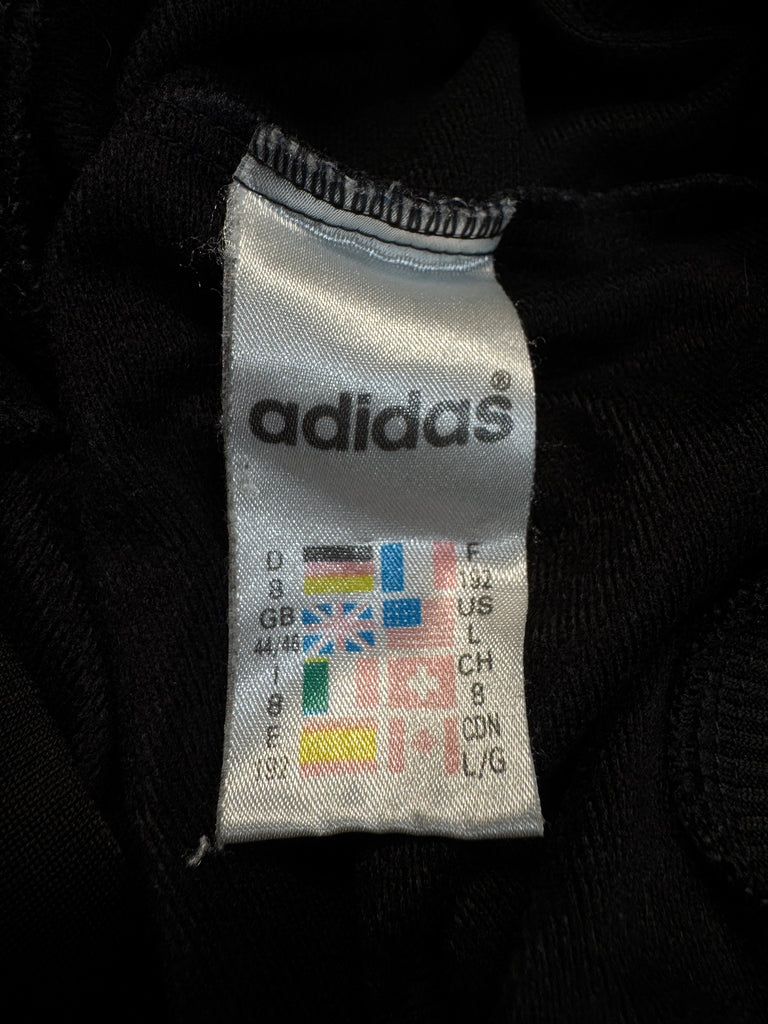 adidas®
D F
8 192
GB US
44,46 L
I CH
8 8
E CDN
192 L/G